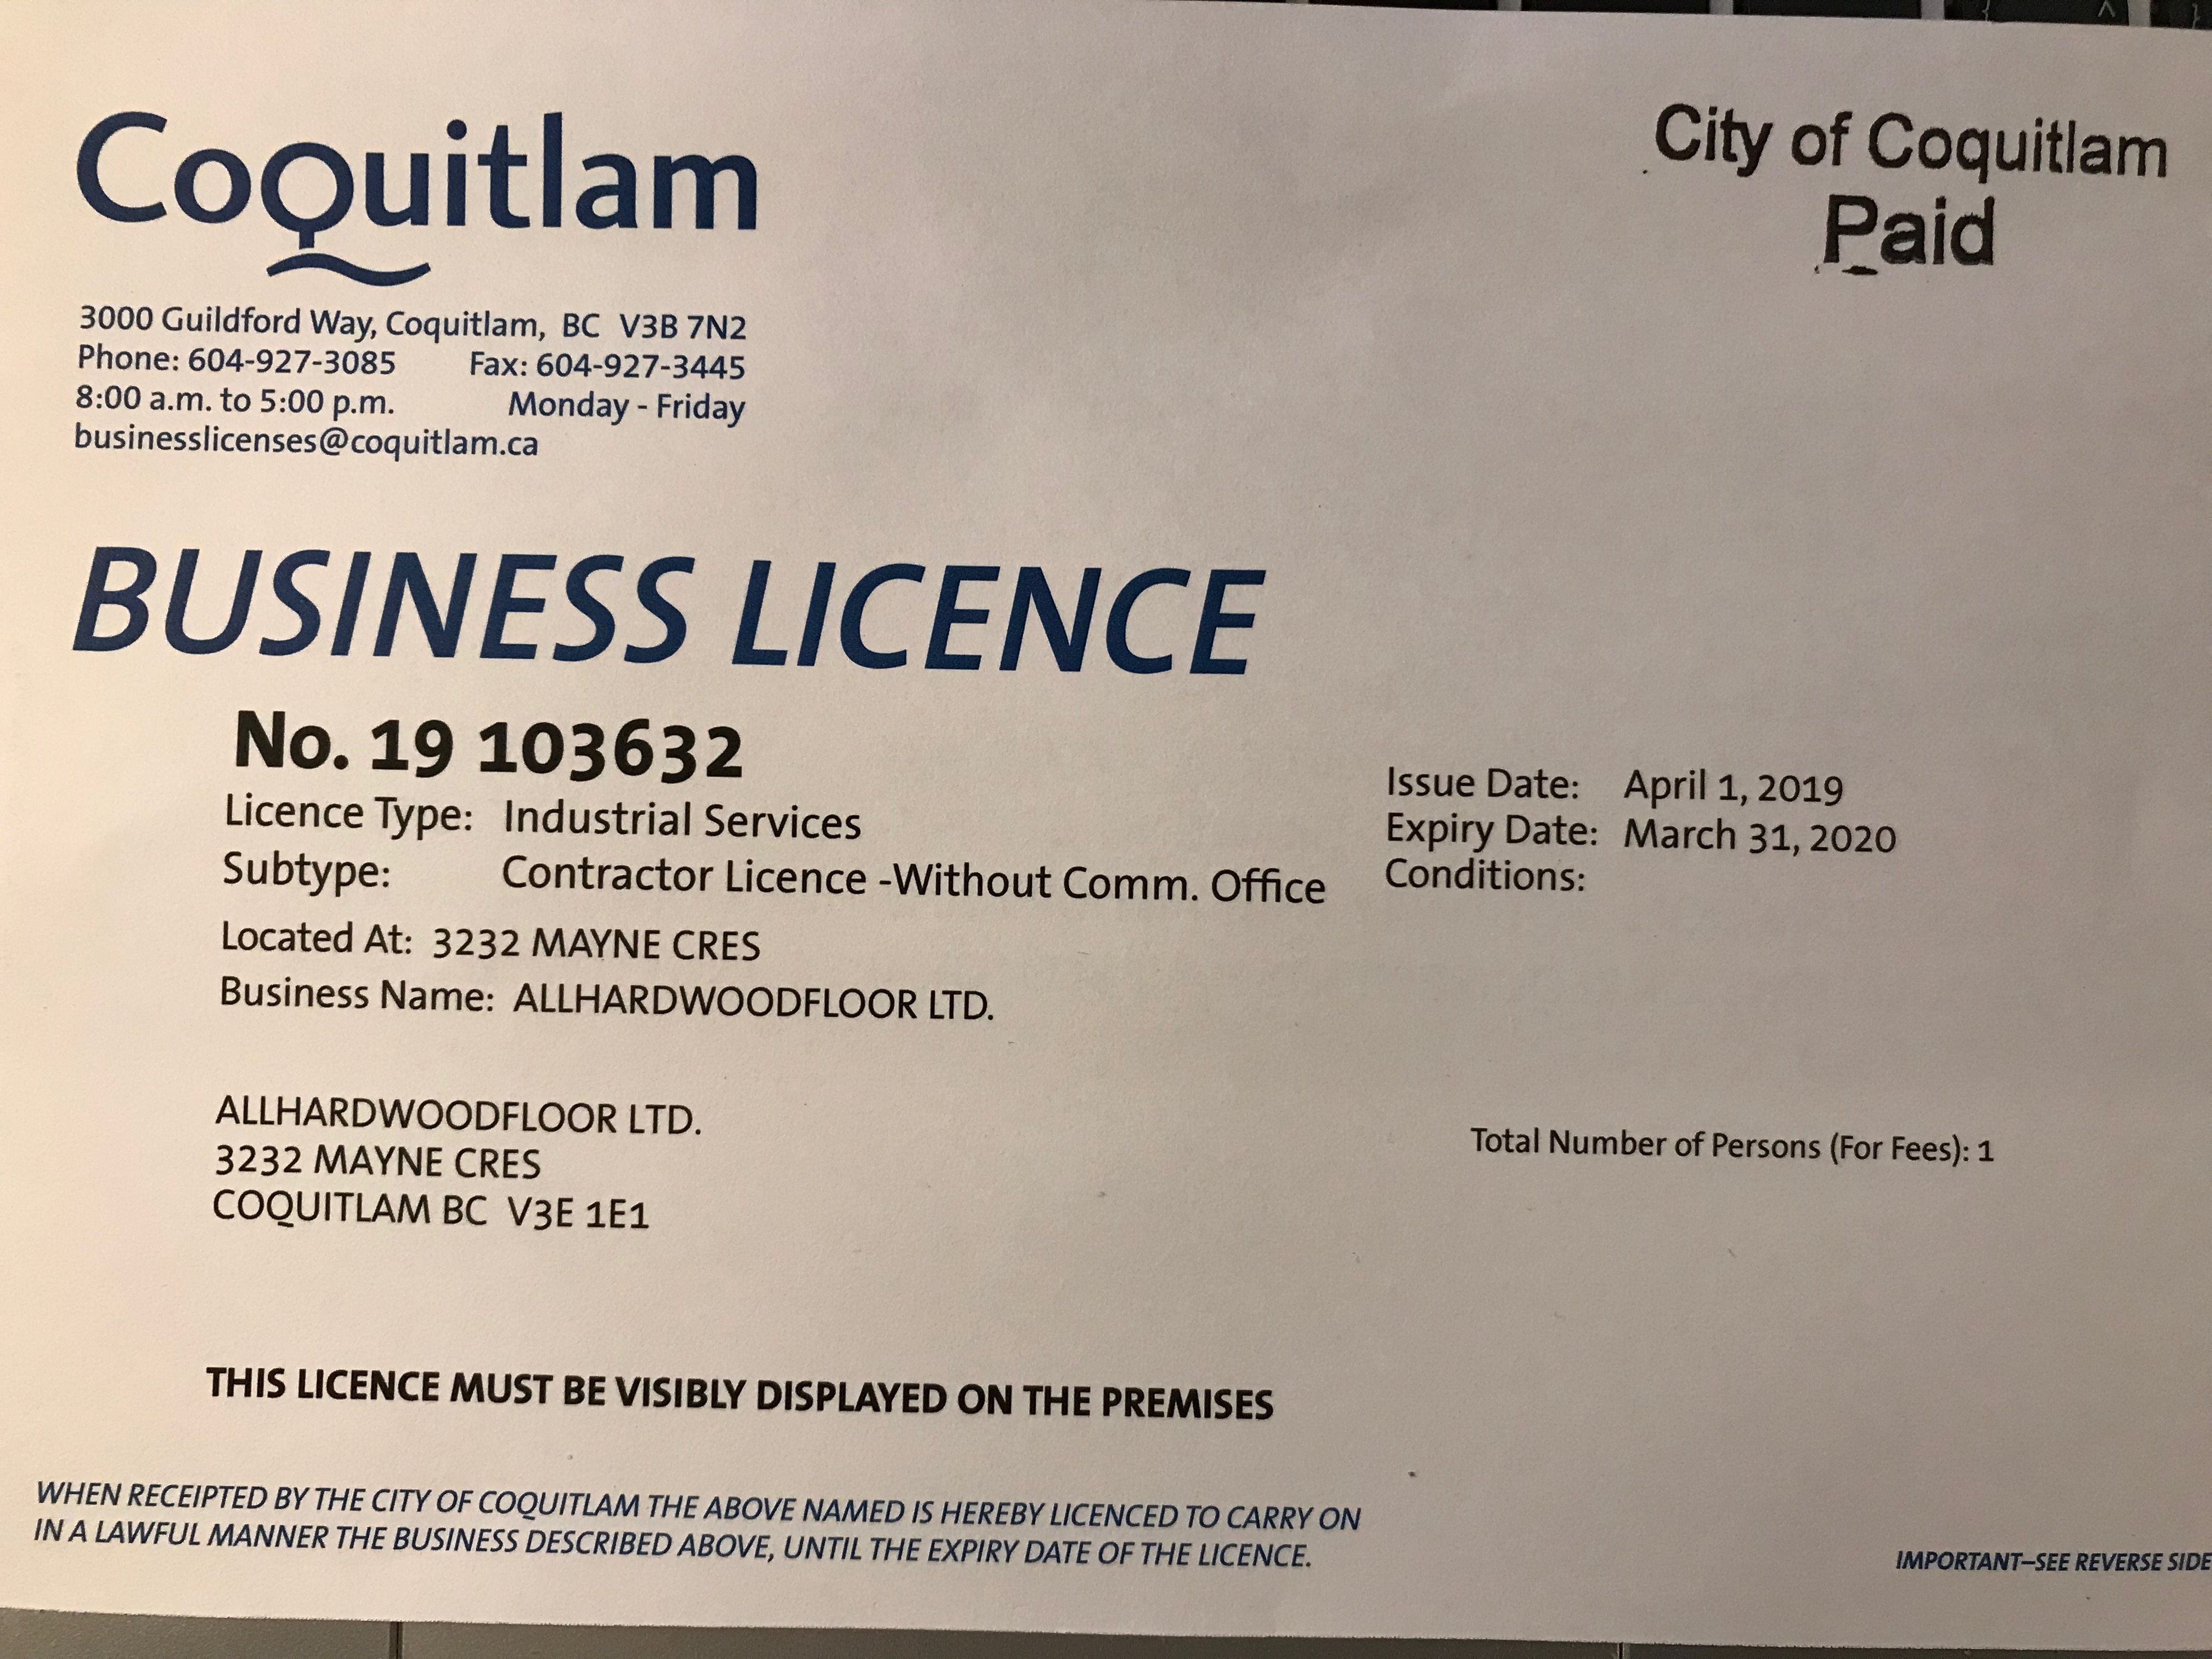 Coquitlam
City of Coquitlam
Paid
3000 Guildford Way, Coquitlam, BC V3B 7N2
Phone: 604-927-3085 Fax: 604-927-3445
8:00 a.m. to 5:00 p.m. Monday - Friday
businesslicenses@coquitlam.ca
BUSINESS LICENCE
No. 19 103632
Licence Type: Industrial Services
Subtype: Contractor Licence -Without Comm. Office
Located At: 3232 MAYNE CRES
Business Name: ALLHARDWOODFLOOR LTD.
Issue Date: April 1, 2019
Expiry Date: March 31, 2020
Conditions:
ALLHARDWOODFLOOR LTD.
3232 MAYNE CRES
COQUITLAM BC V3E 1E1
Total Number of Persons (For Fees): 1
THIS LICENCE MUST BE VISIBLY DISPLAYED ON THE PREMISES
WHEN RECEIPTED BY THE CITY OF COQUITLAM THE ABOVE NAMED IS HEREBY LICENCED TO CARRY ON
IN A LAWFUL MANNER THE BUSINESS DESCRIBED ABOVE, UNTIL THE EXPIRY DATE OF THE LICENCE.
IMPORTANT–SEE REVERSE SIDE